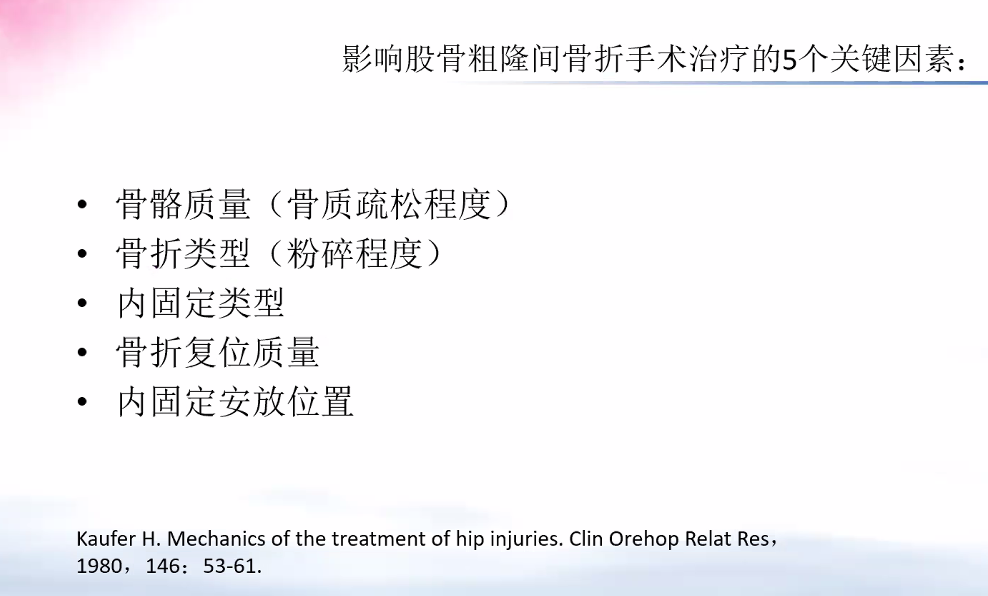 影响股骨粗隆间骨折手术治疗的5个关键因素：
• 骨骼质量（骨质疏松程度）
• 骨折类型（粉碎程度）
• 内固定类型
• 骨折复位质量
• 内固定安放位置
Kaufer H. Mechanics of the treatment of hip injuries. Clin Orehop Relat Res，
1980，146：53-61.